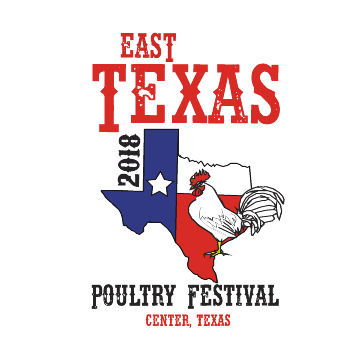 EAST
TEXAS
2018
POULTRY FESTIVAL
CENTER, TEXAS